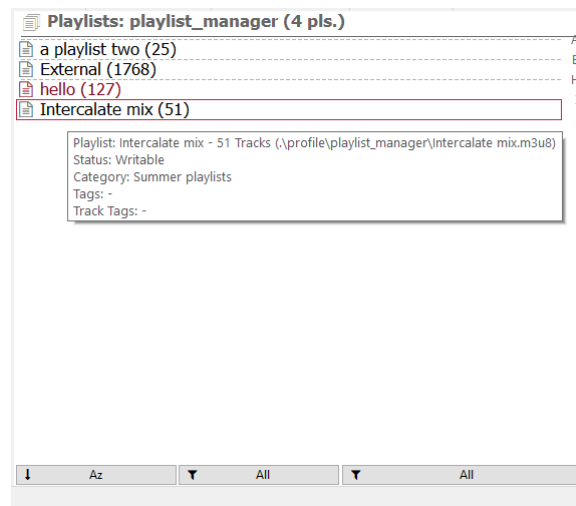 Playlists: playlist_manager (4 pls.)
a playlist two (25)
A
External (1768)
E
hello (127)
H
Intercalate mix (51)
Playlist: Intercalate mix - 51 Tracks (.\profile\playlist_manager\Intercalate mix.m3u8)
Status: Writable
Category: Summer playlists
Tags: -
Track Tags: -
Az All All